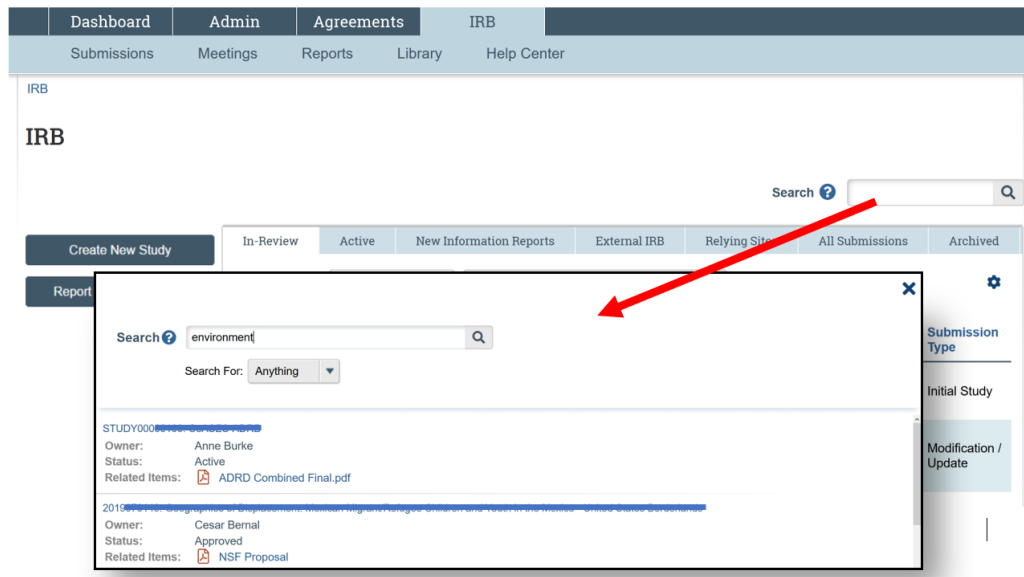 Dashboard Admin Agreements IRB
Submissions Meetings Reports Library Help Center
IRB
IRB
Search ?
Create New Study
In-Review Active New Information Reports External IRB Relying Sites All Submissions Archived
Report
Submission
Type
Initial Study
Modification /
Update
Search ? environment
Search For: Anything
STUDY000
Owner: Anne Burke
Status: Active
Related Items: ADRD Combined Final.pdf
2019
Owner: Cesar Bernal
Status: Approved
Related Items: NSF Proposal